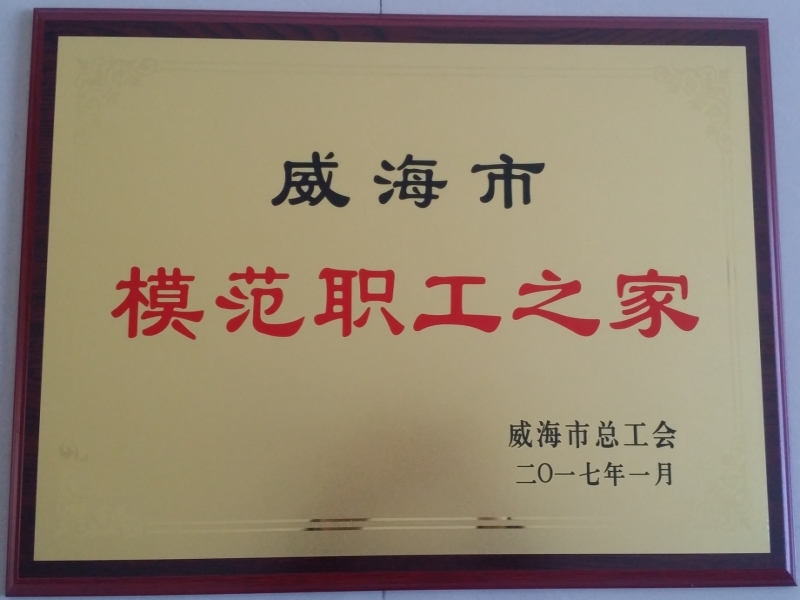 威海市
模范职工之家
威海市总工会
二〇一七年一月